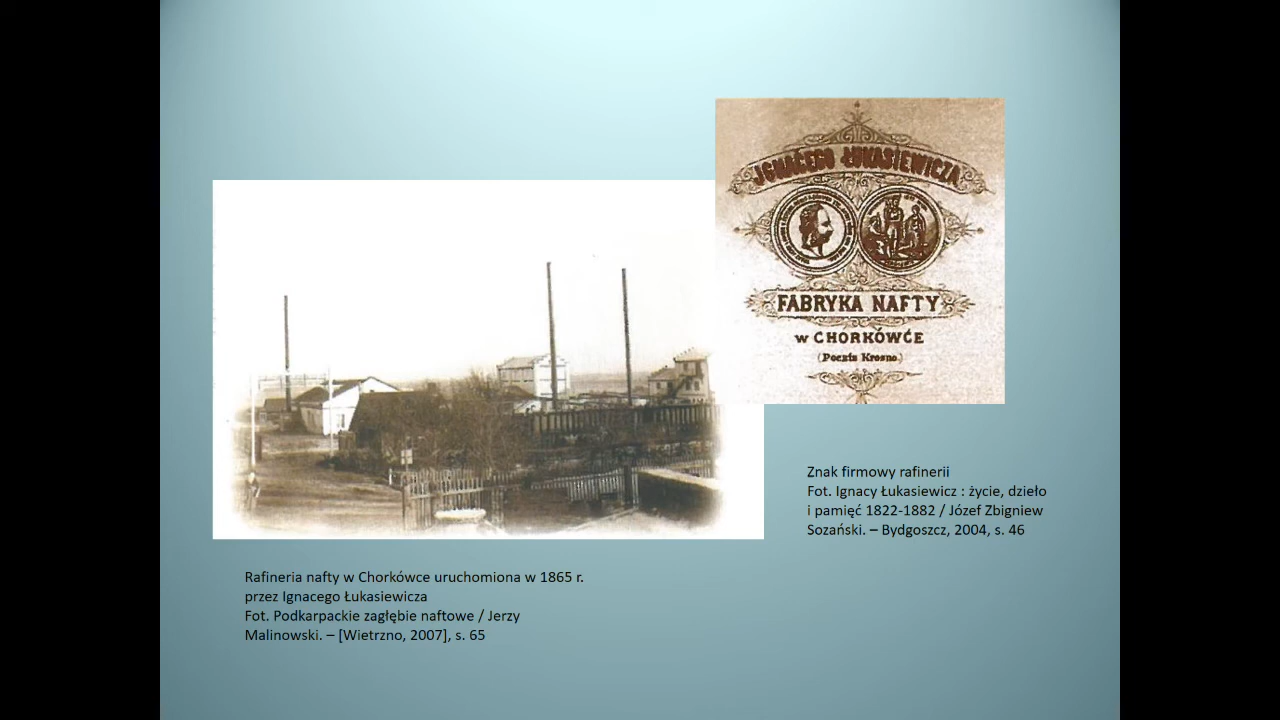 IGNACEGO ŁUKASIEWICZA
FABRYKA NAFTY
w CHORKÓWCE
(Poczta Krosno)
Znak firmowy rafinerii
Fot. Ignacy Łukasiewicz : życie, dzieło
i pamięć 1822-1882 / Józef Zbigniew
Sozański. – Bydgoszcz, 2004, s. 46
Rafineria nafty w Chorkówce uruchomiona w 1865 r.
przez Ignacego Łukasiewicza
Fot. Podkarpackie zagłębie naftowe / Jerzy
Malinowski. – [Wietrzno, 2007], s. 65